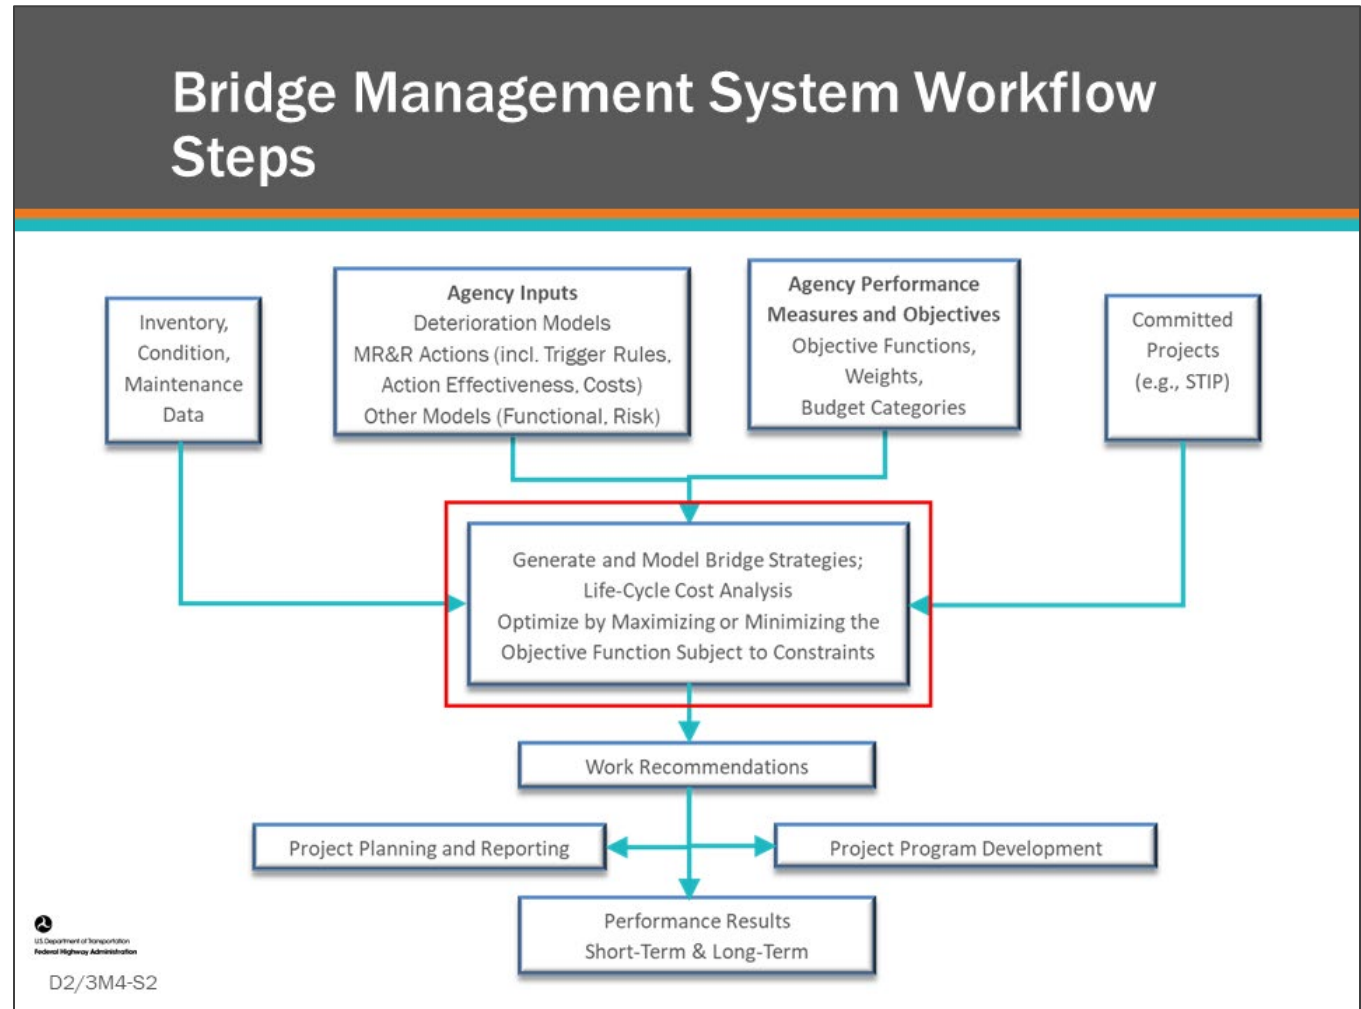 Bridge Management System Workflow
Steps
Inventory,
Condition,
Maintenance
Data
Agency Inputs
Deterioration Models
MR&R Actions (incl. Trigger Rules,
Action Effectiveness, Costs)
Other Models (Functional, Risk)
Agency Performance
Measures and Objectives
Objective Functions,
Weights,
Budget Categories
Committed
Projects
(e.g., STIP)
Generate and Model Bridge Strategies;
Life-Cycle Cost Analysis
Optimize by Maximizing or Minimizing the
Objective Function Subject to Constraints
Work Recommendations
Project Planning and Reporting
Project Program Development
Performance Results
Short-Term & Long-Term
U.S. Department of Transportation
Federal Highway Administration
D2/3M4-S2